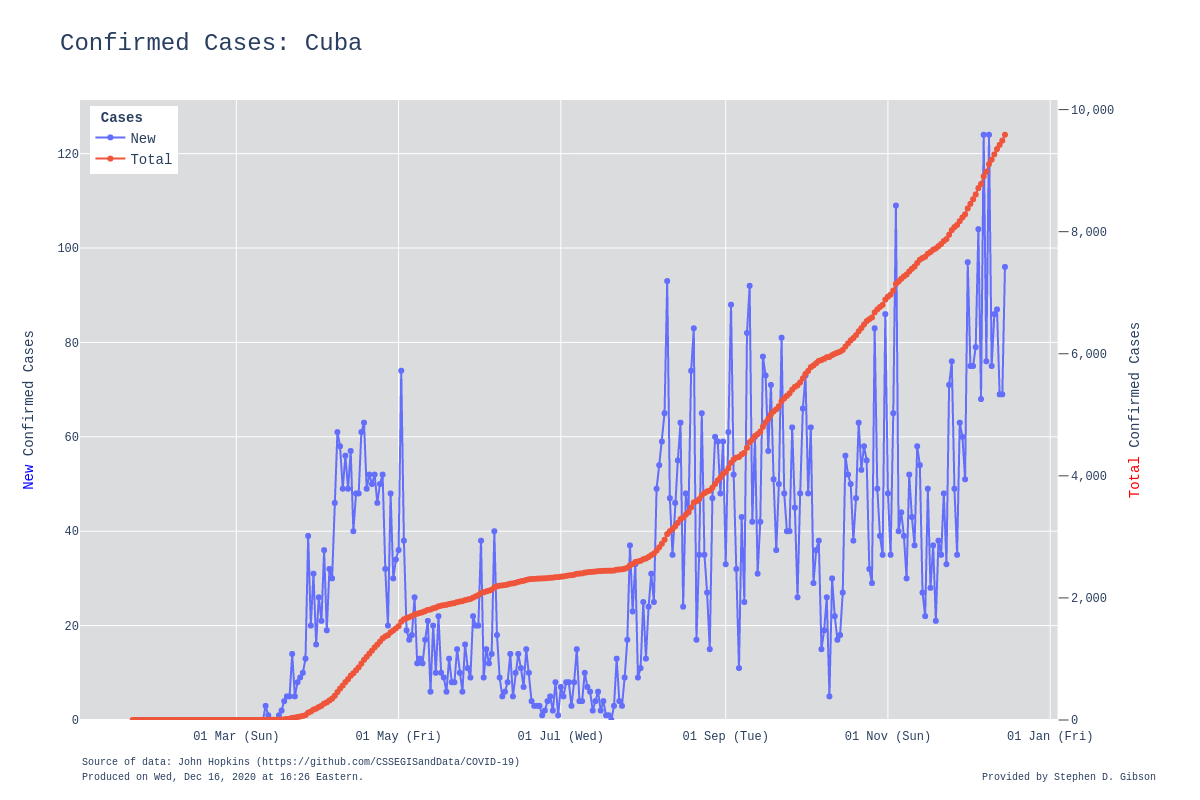 Confirmed Cases: Cuba
Cases
New
Total
120
100
80
60
40
20
0
10,000
8,000
6,000
4,000
2,000
0
New Confirmed Cases
Total Confirmed Cases
01 Mar (Sun) 01 May (Fri) 01 Jul (Wed) 01 Sep (Tue) 01 Nov (Sun) 01 Jan (Fri)
Source of data: John Hopkins (https://github.com/CSSEGISandData/COVID-19)
Produced on Wed, Dec 16, 2020 at 16:26 Eastern.
Provided by Stephen D. Gibson